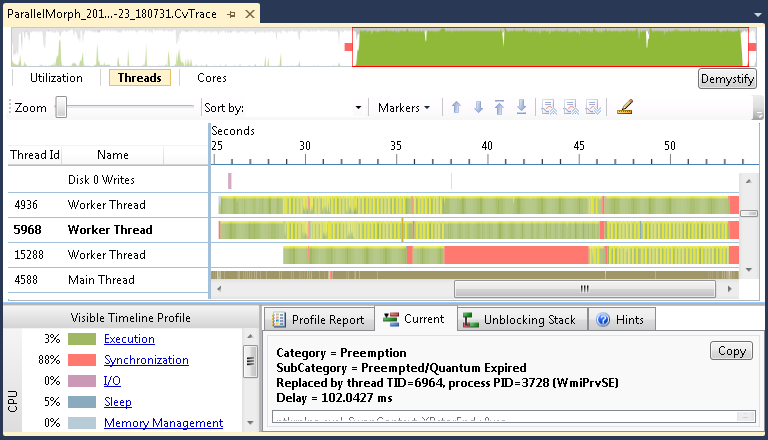 ParallelMorph_201...-23_180731.CvTrace
Utilization Threads Cores Demystify
Zoom Sort by: Markers
Seconds
Thread Id Name 25 30 35 40 45 50
Disk 0 Writes
4936 Worker Thread
5968 Worker Thread
15288 Worker Thread
4588 Main Thread
Visible Timeline Profile
Profile Report Current Unblocking Stack Hints
CPU
3% Execution
88% Synchronization
0% I/O
5% Sleep
0% Memory Management
Category = Preemption
Copy
SubCategory = Preempted/Quantum Expired
Replaced by thread TID=6964, process PID=3728 (WmiPrvSE)
Delay = 102.0427 ms